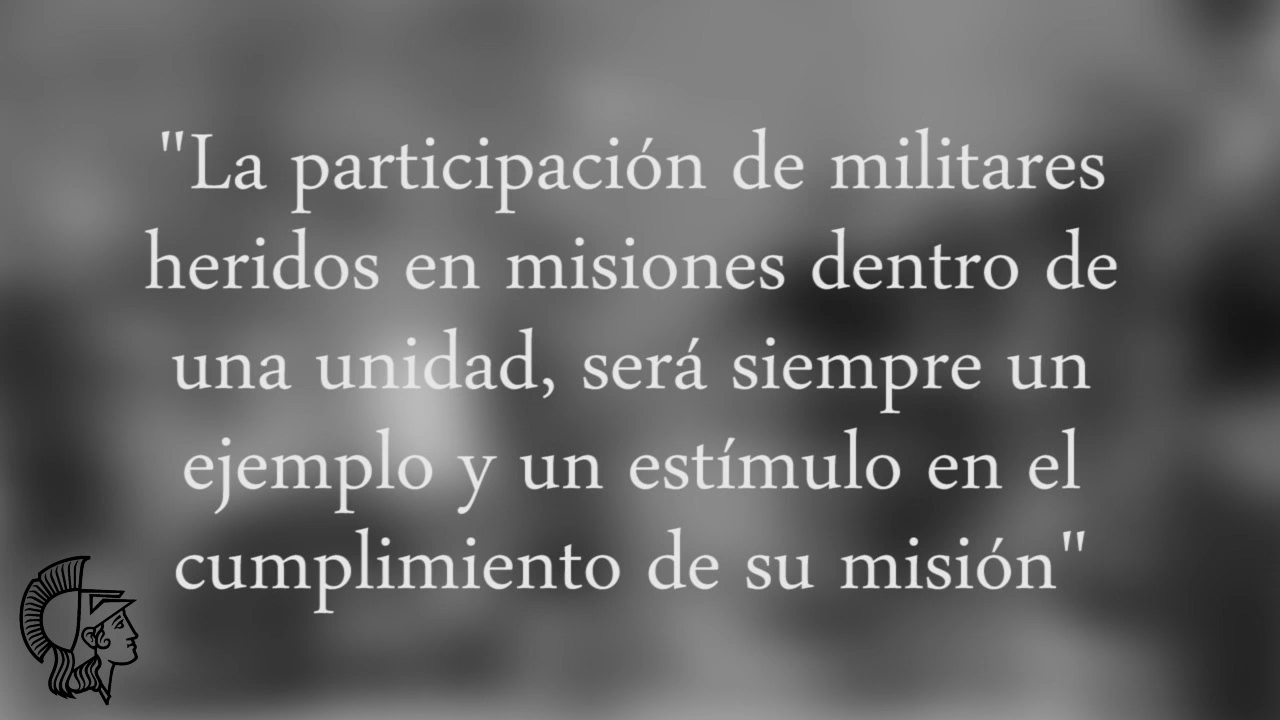 "La participación de militares
heridos en misiones dentro de
una unidad, será siempre un
ejemplo y un estímulo en el
cumplimiento de su misión"